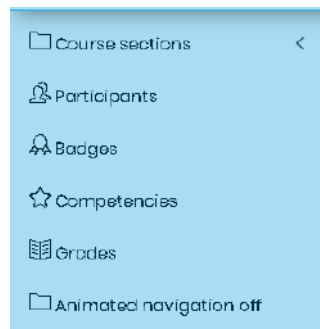 Course sections
Participants
Badges
Competencies
Grades
Animated navigation off